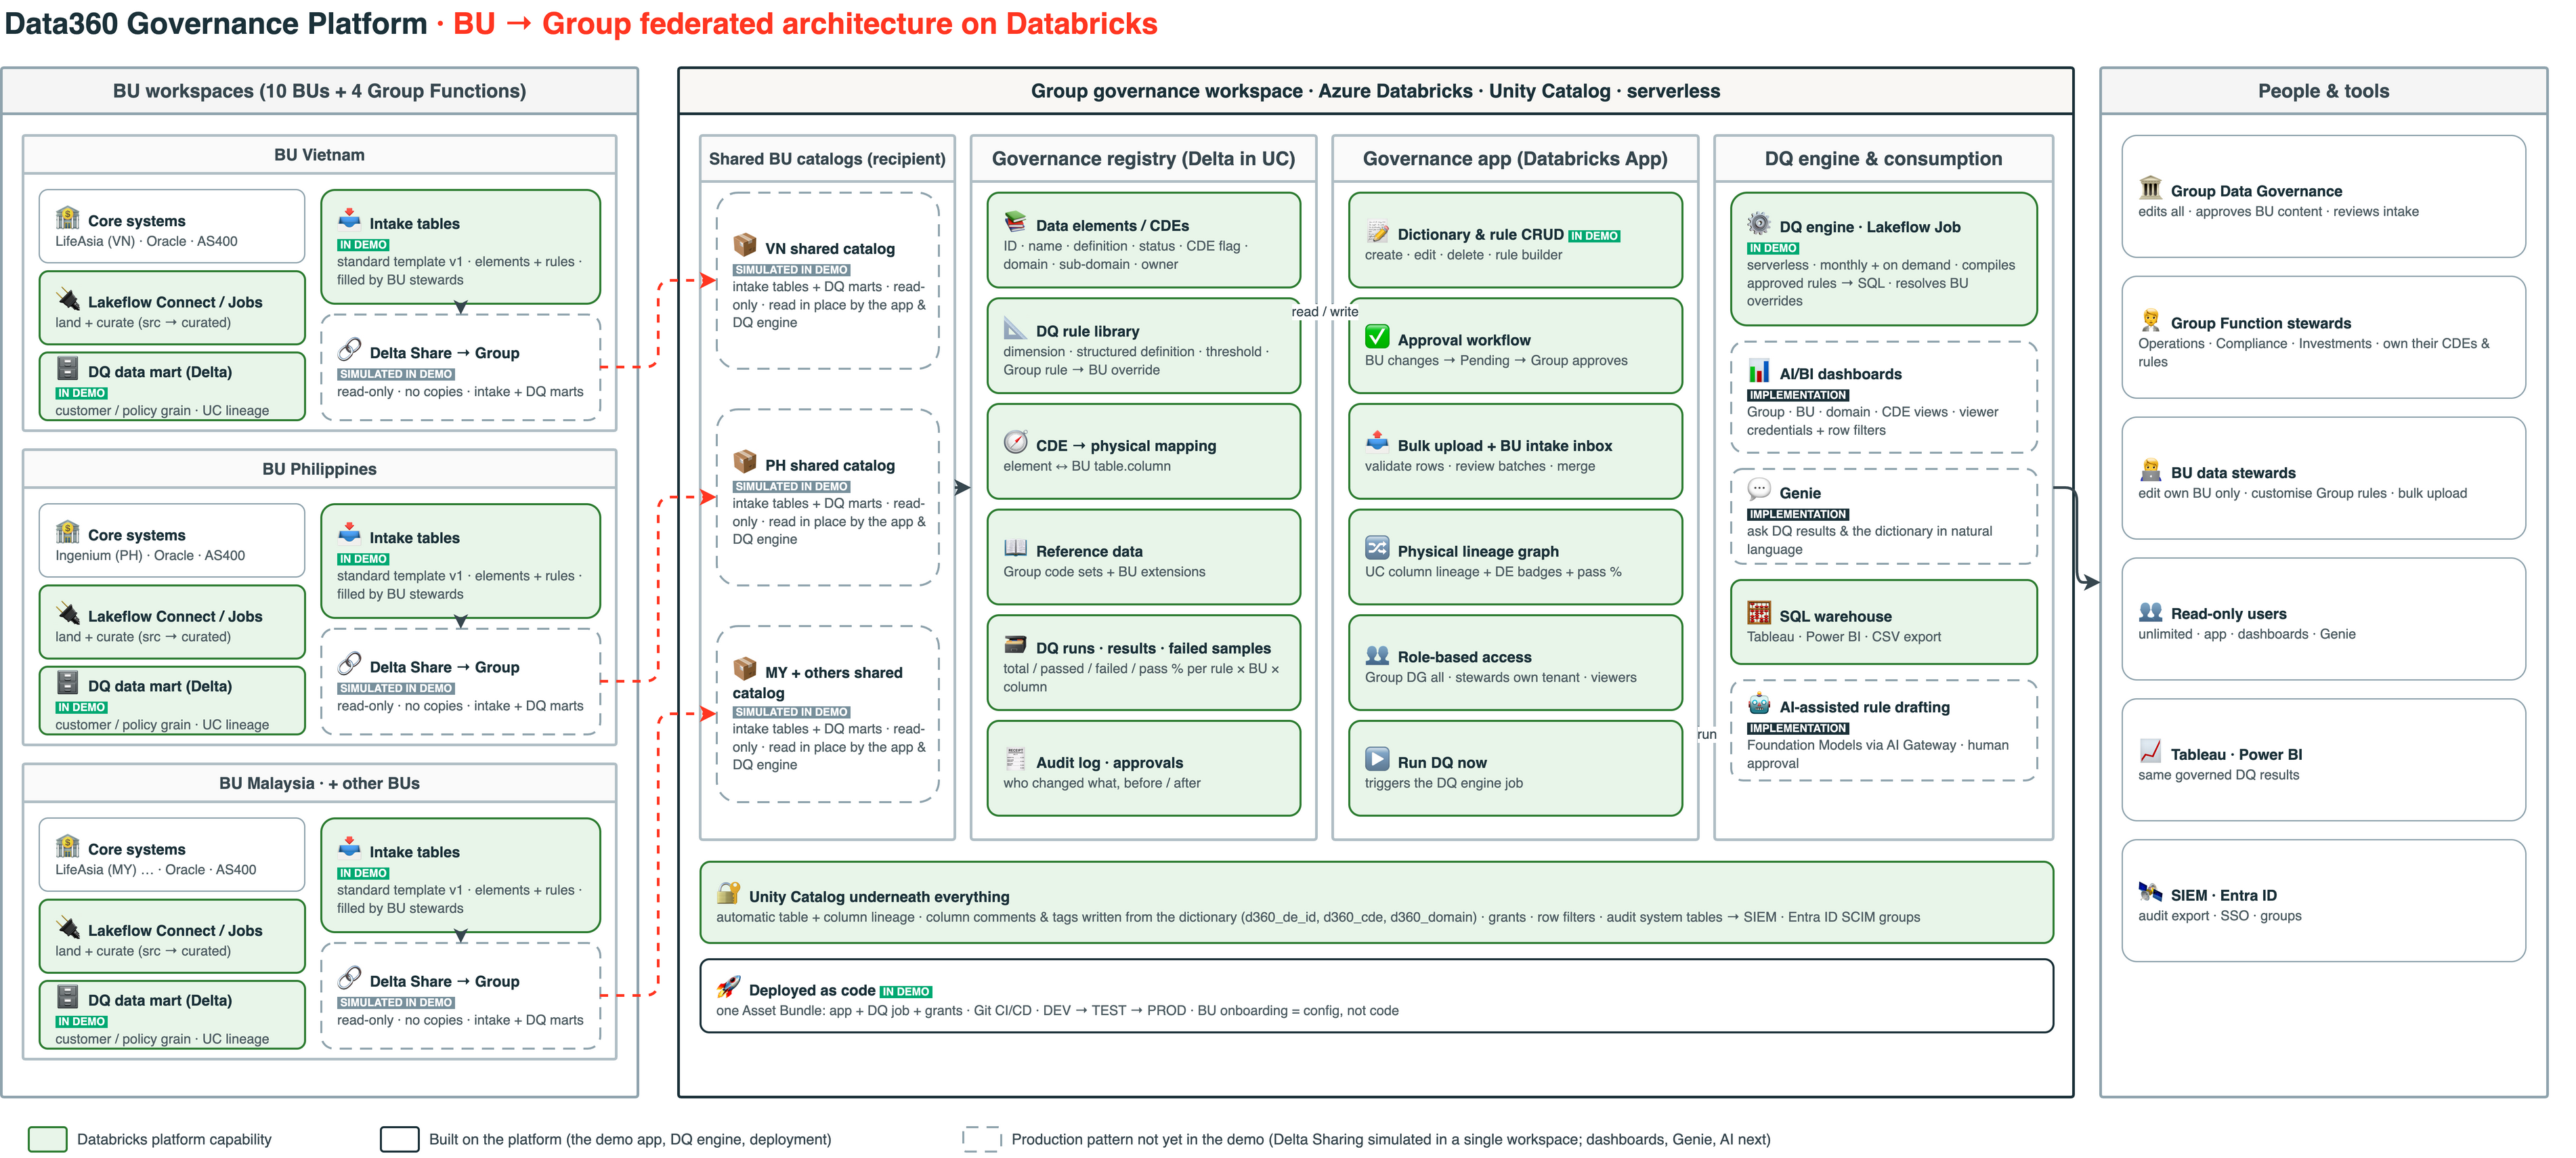 Data360 Governance Platform · BU → Group federated architecture on Databricks
BU workspaces (10 BUs + 4 Group Functions)
BU Vietnam
Core systems
LifeAsia (VN) · Oracle · AS400
Lakeflow Connect / Jobs
land + curate (src → curated)
DQ data mart (Delta)
IN DEMO
customer / policy grain · UC lineage
Intake tables
IN DEMO
standard template v1 · elements + rules ·
filled by BU stewards
Delta Share → Group
SIMULATED IN DEMO
read-only · no copies · intake + DQ marts
BU Philippines
Core systems
Ingenium (PH) · Oracle · AS400
Lakeflow Connect / Jobs
land + curate (src → curated)
DQ data mart (Delta)
IN DEMO
customer / policy grain · UC lineage
Intake tables
IN DEMO
standard template v1 · elements + rules ·
filled by BU stewards
Delta Share → Group
SIMULATED IN DEMO
read-only · no copies · intake + DQ marts
BU Malaysia · + other BUs
Core systems
LifeAsia (MY) … · Oracle · AS400
Lakeflow Connect / Jobs
land + curate (src → curated)
DQ data mart (Delta)
IN DEMO
customer / policy grain · UC lineage
Intake tables
IN DEMO
standard template v1 · elements + rules ·
filled by BU stewards
Delta Share → Group
SIMULATED IN DEMO
read-only · no copies · intake + DQ marts
Group governance workspace · Azure Databricks · Unity Catalog · serverless
Shared BU catalogs (recipient)
VN shared catalog
SIMULATED IN DEMO
intake tables + DQ marts · read-
only · read in place by the app &
DQ engine
PH shared catalog
SIMULATED IN DEMO
intake tables + DQ marts · read-
only · read in place by the app &
DQ engine
MY + others shared
catalog
SIMULATED IN DEMO
intake tables + DQ marts · read-
only · read in place by the app &
DQ engine
Governance registry (Delta in UC)
Data elements / CDEs
ID · name · definition · status · CDE flag ·
domain · sub-domain · owner
DQ rule library
dimension · structured definition · threshold ·
Group rule → BU override
CDE → physical mapping
element ↔ BU table.column
Reference data
Group code sets + BU extensions
DQ runs · results · failed samples
total / passed / failed / pass % per rule × BU ×
column
Audit log · approvals
who changed what, before / after
read / write
Governance app (Databricks App)
Dictionary & rule CRUD IN DEMO
create · edit · delete · rule builder
Approval workflow
BU changes → Pending → Group approves
Bulk upload + BU intake inbox
validate rows · review batches · merge
Physical lineage graph
UC column lineage + DE badges + pass %
Role-based access
Group DG all · stewards own tenant · viewers
Run DQ now
triggers the DQ engine job
run
DQ engine & consumption
DQ engine · Lakeflow Job
IN DEMO
serverless · monthly + on demand · compiles
approved rules → SQL · resolves BU
overrides
AI/BI dashboards
IMPLEMENTATION
Group · BU · domain · CDE views · viewer
credentials + row filters
Genie
IMPLEMENTATION
ask DQ results & the dictionary in natural
language
SQL warehouse
Tableau · Power BI · CSV export
AI-assisted rule drafting
IMPLEMENTATION
Foundation Models via AI Gateway · human
approval
Unity Catalog underneath everything
automatic table + column lineage · column comments & tags written from the dictionary (d360_de_id, d360_cde, d360_domain) · grants · row filters · audit system tables → SIEM · Entra ID SCIM groups
Deployed as code IN DEMO
one Asset Bundle: app + DQ job + grants · Git CI/CD · DEV → TEST → PROD · BU onboarding = config, not code
People & tools
Group Data Governance
edits all · approves BU content · reviews intake
Group Function stewards
Operations · Compliance · Investments · own their CDEs &
rules
BU data stewards
edit own BU only · customise Group rules · bulk upload
Read-only users
unlimited · app · dashboards · Genie
Tableau · Power BI
same governed DQ results
SIEM · Entra ID
audit export · SSO · groups
Databricks platform capability
Built on the platform (the demo app, DQ engine, deployment)
Production pattern not yet in the demo (Delta Sharing simulated in a single workspace; dashboards, Genie, AI next)